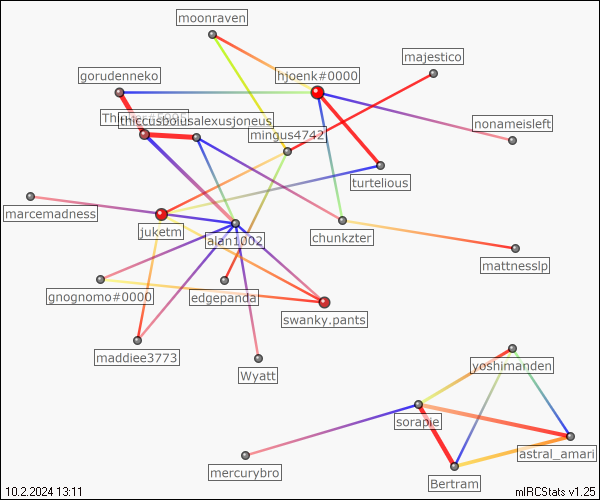 moonraven
majestico
gorudenneko
hjoenk#0000
thiccusbolusalexusjoneus
nonameisleft
mingus4742
turtelious
marcemadness
juketm
alan1002
chunkzter
mattnesslp
gnognomo#0000
edgepanda
swanky.pants
maddiee3773
Wyatt
yoshimanden
sorapie
astral_amari
mercurybro
Bertram
10.2.2024 13:11
mIRCStats v1.25